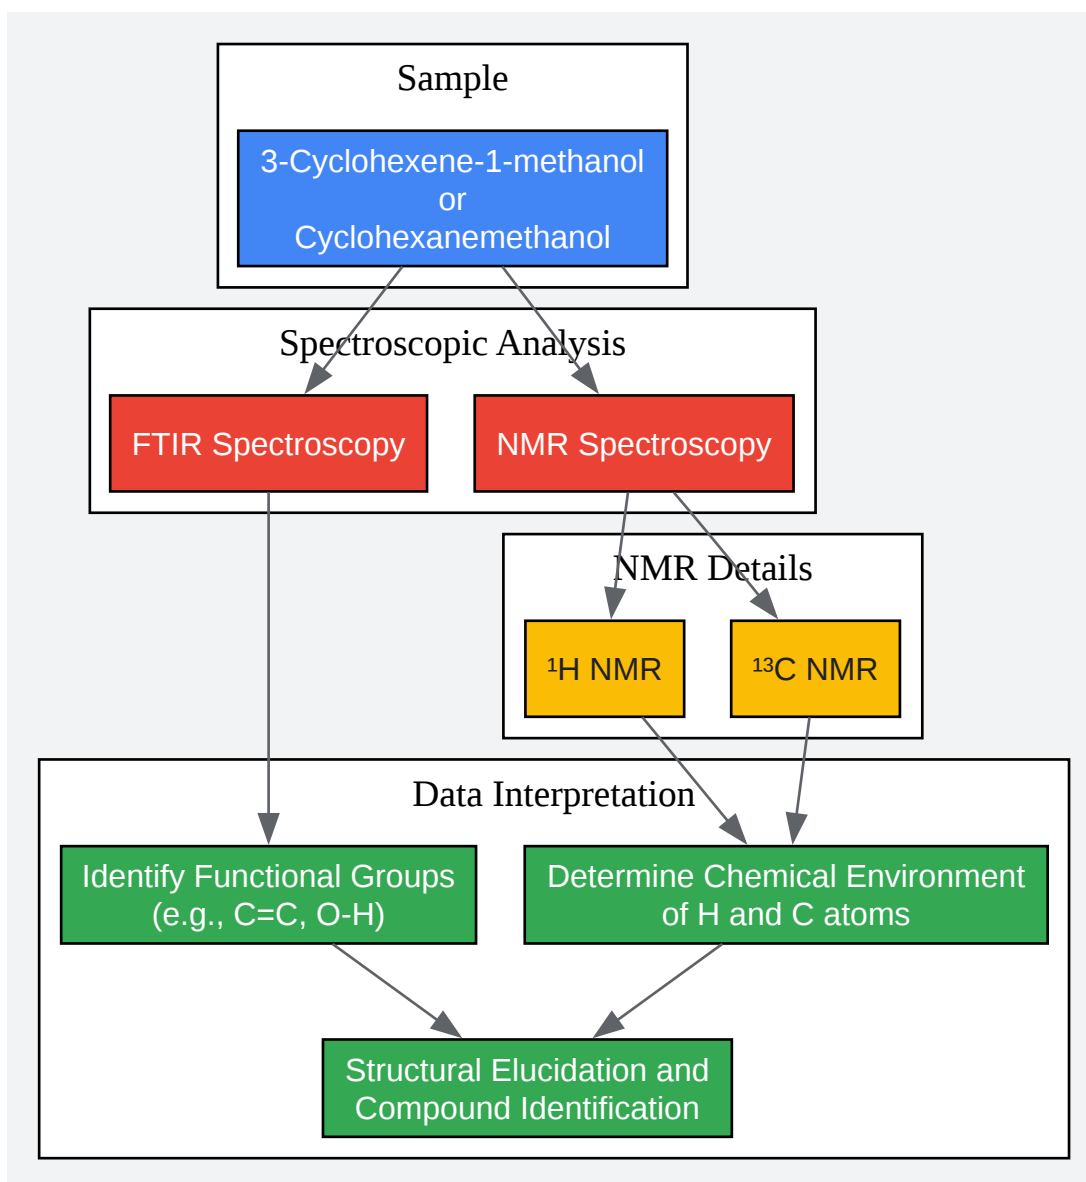 Sample
3-Cyclohexene-1-methanol
or
Cyclohexanemethanol
Spectroscopic Analysis
FTIR Spectroscopy
NMR Spectroscopy
NMR Details
¹H NMR
¹³C NMR
Data Interpretation
Identify Functional Groups
(e.g., C=C, O-H)
Determine Chemical Environment
of H and C atoms
Structural Elucidation and
Compound Identification